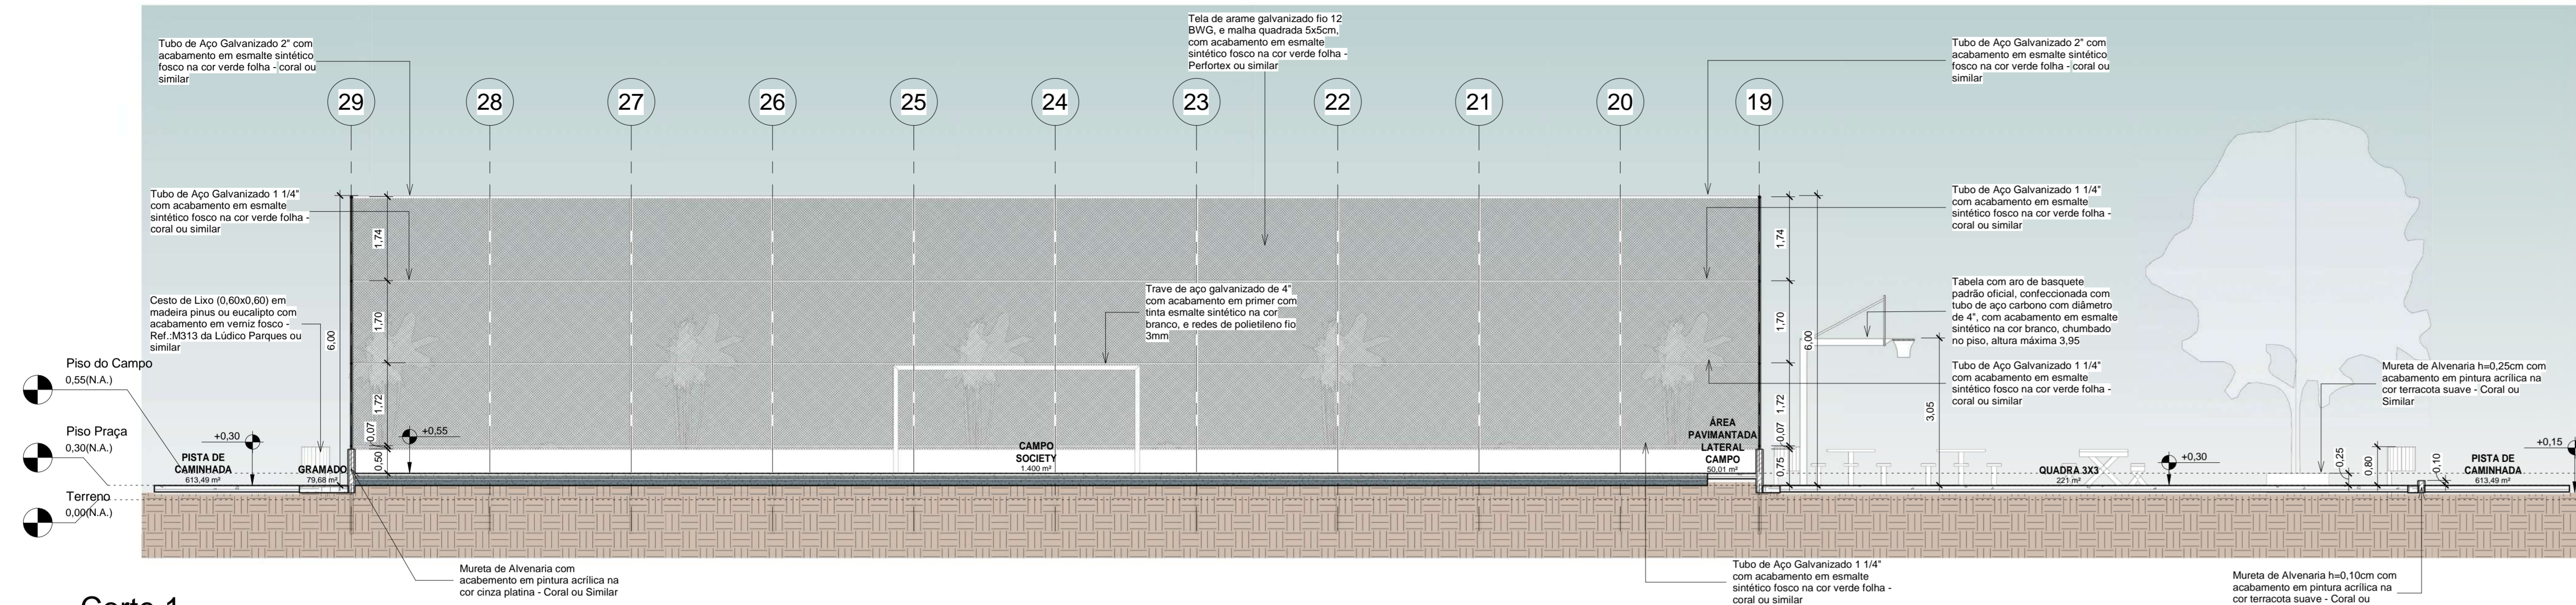 Tubo de Aço Galvanizado 2" com
acabamento em esmalte sintético
fosco na cor verde folha - coral ou
similar
Tela de arame galvanizado fio 12
BWG, e malha quadrada 5x5cm,
com acabamento em esmalte
sintético fosco na cor verde folha -
Perfortex ou similar
Tubo de Aço Galvanizado 2" com
acabamento em esmalte sintético
fosco na cor verde folha - coral ou
similar
29
28
27
26
25
24
23
22
21
20
19
Tubo de Aço Galvanizado 1 1/4"
com acabamento em esmalte
sintético fosco na cor verde folha -
coral ou similar
Cesto de Lixo (0,60x0,60) em
madeira pinus ou eucalipto com
acabamento em verniz fosco -
Ref.:M313 da Lúdico Parques ou
similar
6,00
1,74
1,70
1,72
0,07
0,50
Trave de aço galvanizado de 4"
com acabamento em primer com
tinta esmalte sintético na cor
branco, e redes de polietileno fio
3mm
1,74
1,70
1,72
0,07
0,75
6,00
3,05
Tubo de Aço Galvanizado 1 1/4"
com acabamento em esmalte
sintético fosco na cor verde folha -
coral ou similar
Tabela com aro de basquete
padrão oficial, confeccionada com
tubo de aço carbono com diâmetro
de 4", com acabamento em esmalte
sintético na cor branco, chumbado
no piso, altura máxima 3,95
Tubo de Aço Galvanizado 1 1/4"
com acabamento em esmalte
sintético fosco na cor verde folha -
coral ou similar
Mureta de Alvenaria h=0,25cm com
acabamento em pintura acrílica na
cor terracota suave - Coral ou
Similar
Piso do Campo
0,55(N.A.)
Piso Praça
0,30(N.A.)
Terreno
0,00(N.A.)
+0,30
PISTA DE
CAMINHADA
613,49 m²
GRAMADO
79,68 m²
+0,55
CAMPO
SOCIETY
1.400 m²
ÁREA
PAVIMANTADA
LATERAL
CAMPO
50,01 m²
QUADRA 3X3
221 m²
+0,30
0,25
0,80
0,10
PISTA DE
CAMINHADA
613,49 m²
+0,15
Mureta de Alvenaria com
acabemento em pintura acrílica na
cor cinza platina - Coral ou Similar
Tubo de Aço Galvanizado 1 1/4"
com acabamento em esmalte
sintético fosco na cor verde folha -
coral ou similar
Mureta de Alvenaria h=0,10cm com
acabamento em pintura acrílica na
cor terracota suave - Coral ou
Corte 1